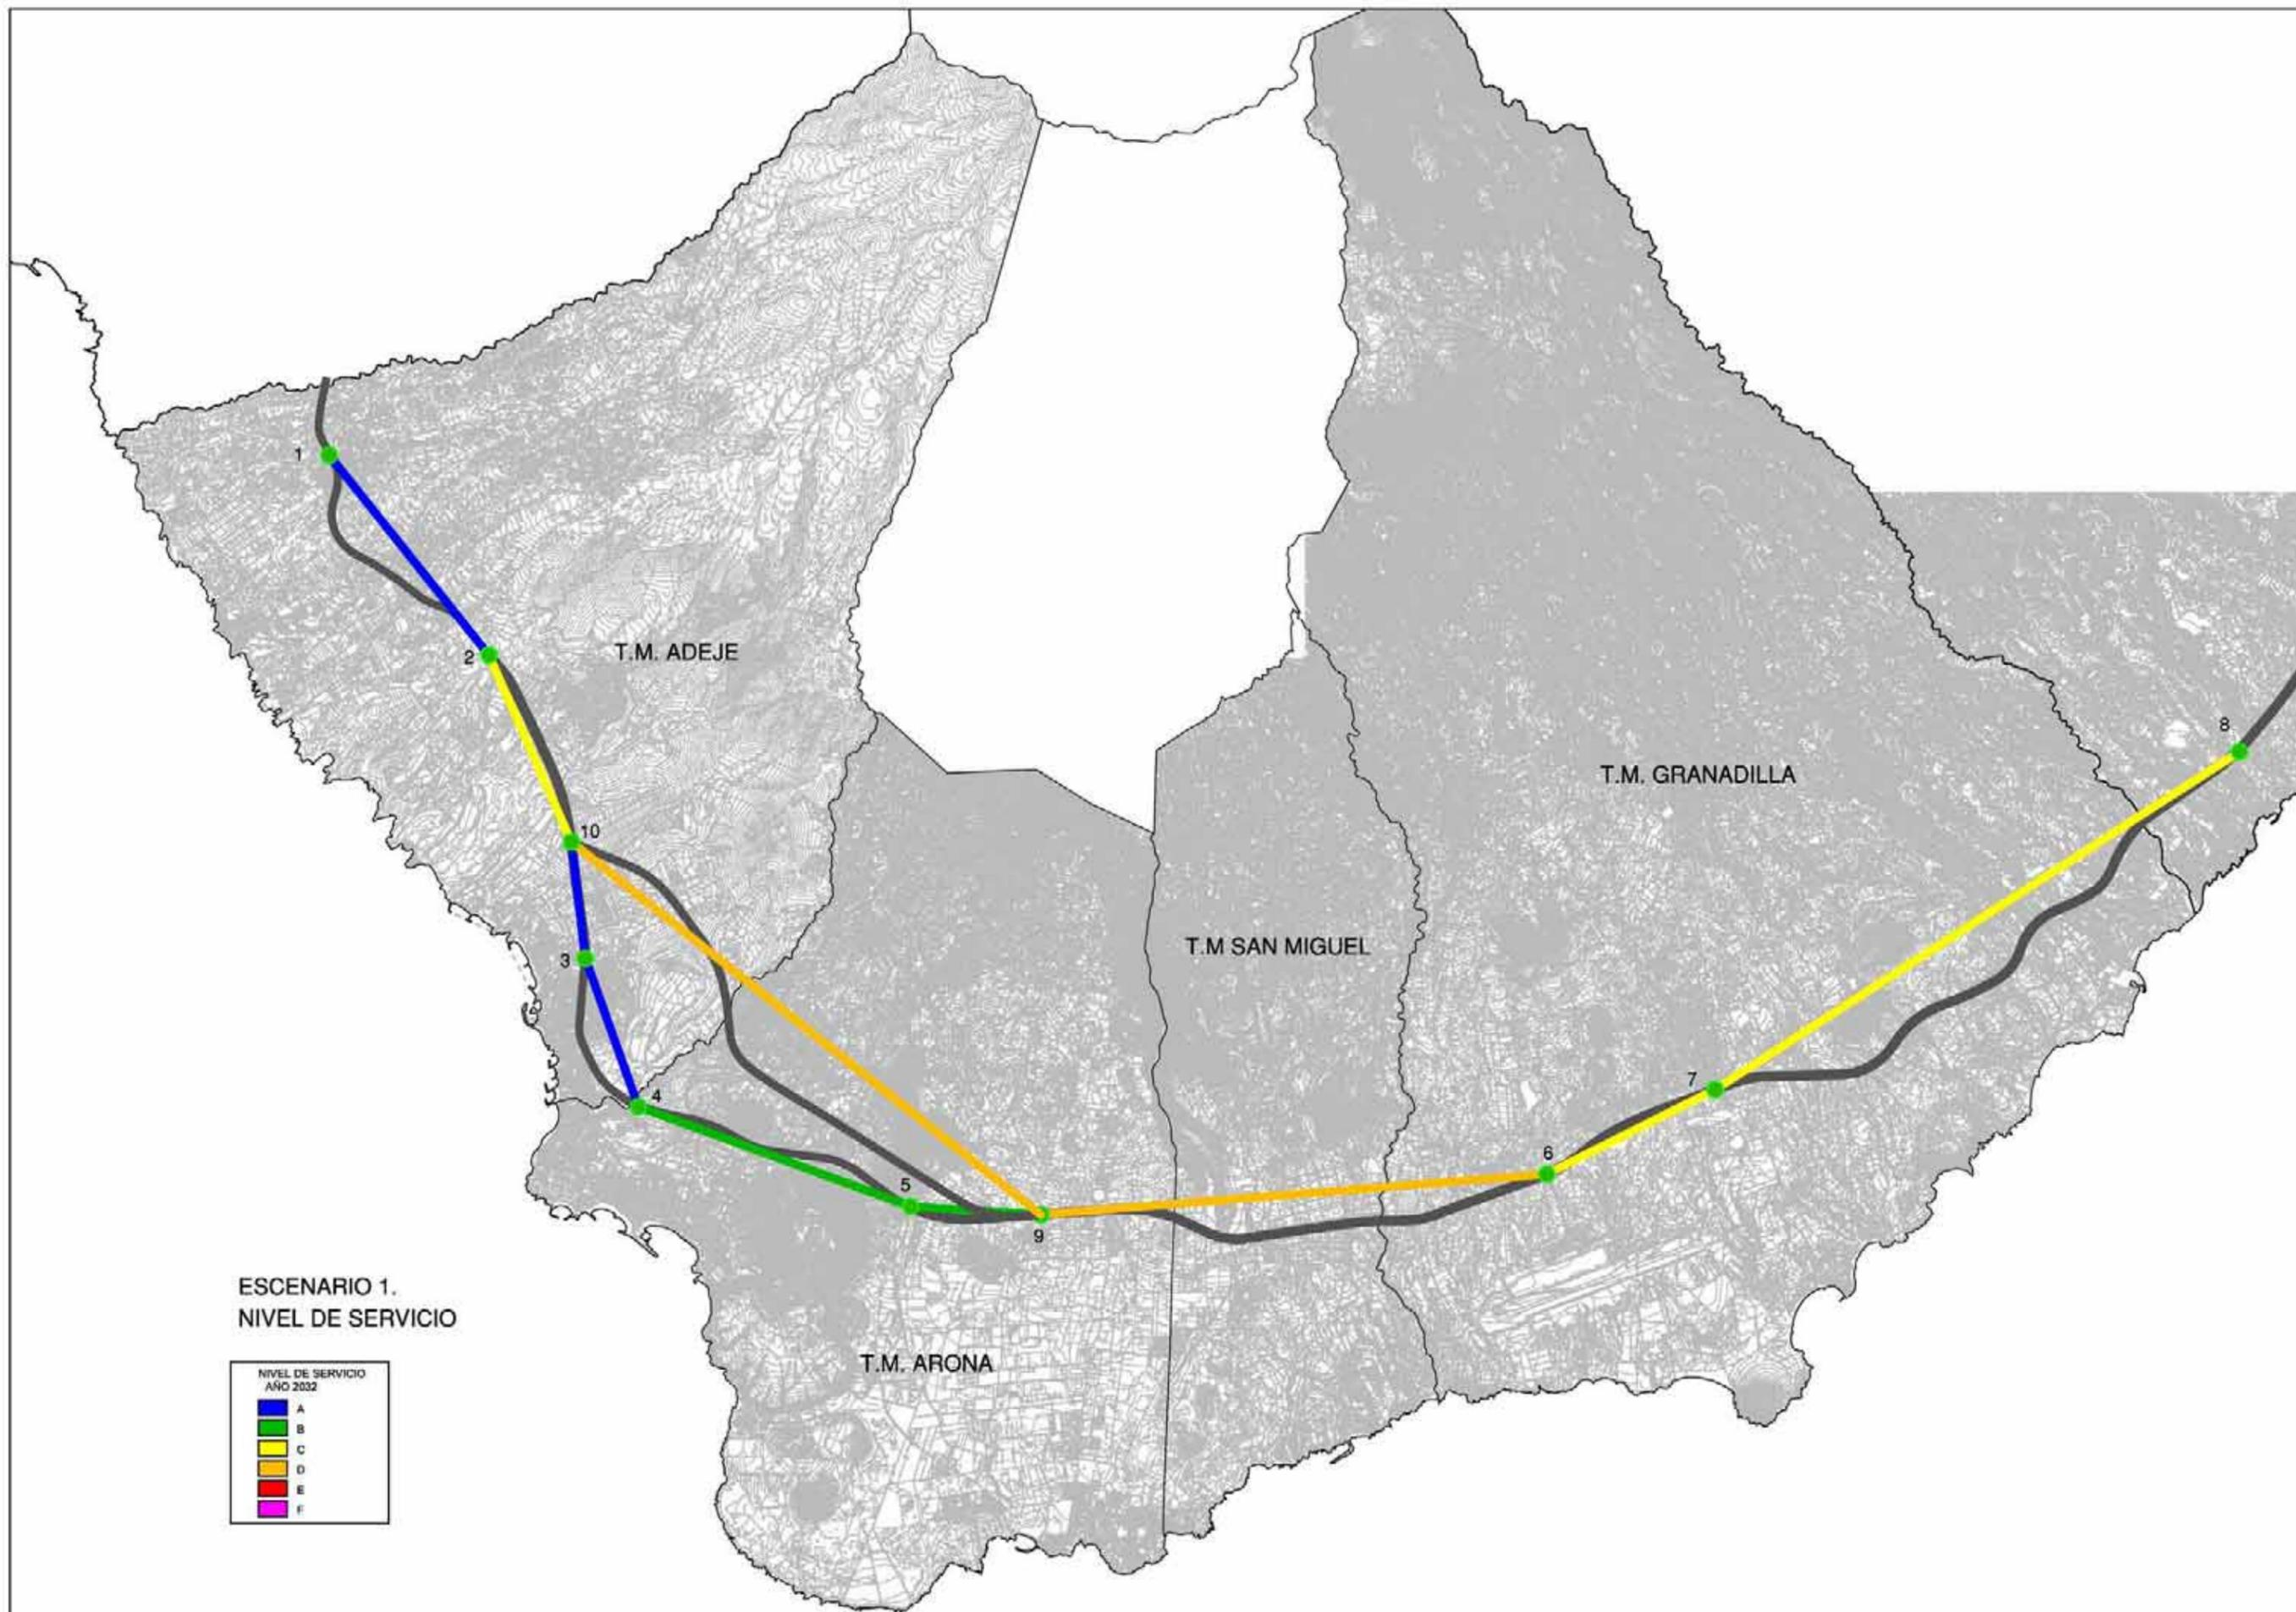 1
2
T.M. ADEJE
8
T.M. GRANADILLA
10
T.M SAN MIGUEL
3
7
4
6
5
9
ESCENARIO 1.
NIVEL DE SERVICIO
T.M. ARONA
NIVEL DE SERVICIO
AÑO 2032
A
B
C
D
E
F